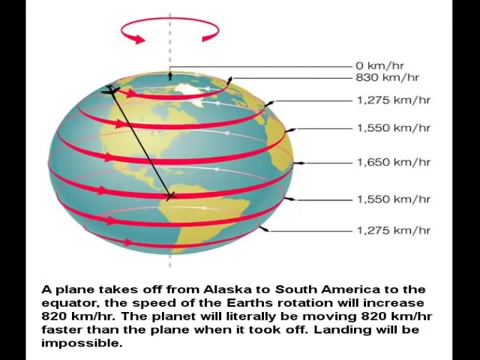 0 km/hr
830 km/hr
1,275 km/hr
1,550 km/hr
1,650 km/hr
1,550 km/hr
1,275 km/hr
A plane takes off from Alaska to South America to the
equator, the speed of the Earths rotation will increase
820 km/hr. The planet will literally be moving 820 km/hr
faster than the plane when it took off. Landing will be
impossible.